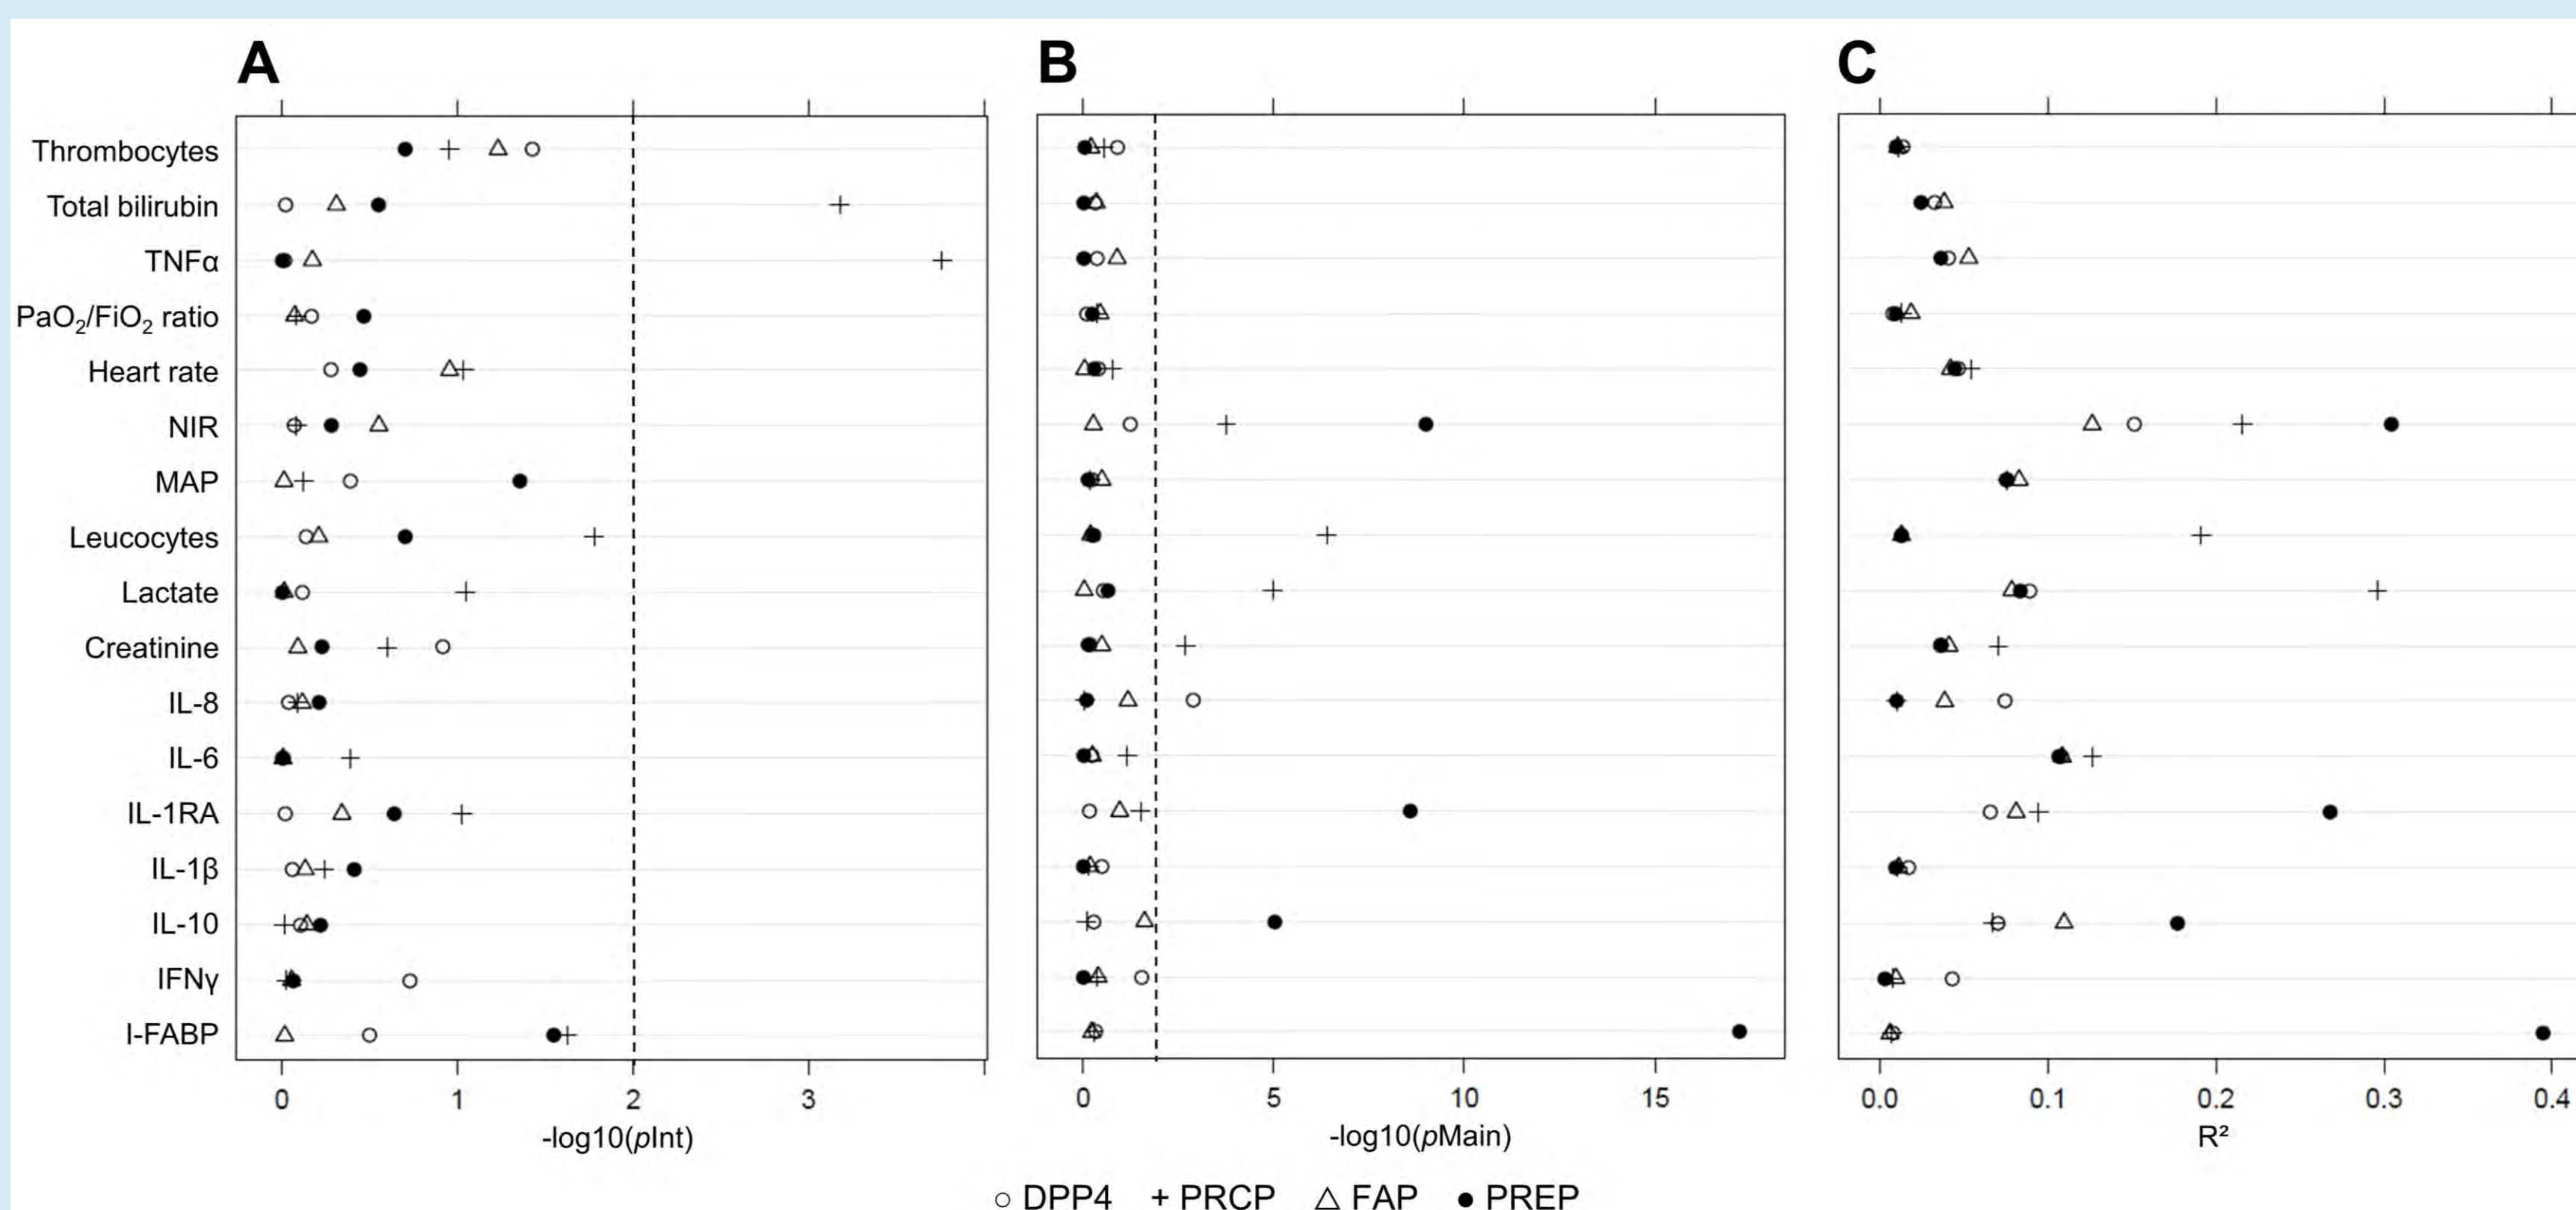 A B C
Thrombocytes
Total bilirubin
TNFα
PaO₂/FiO₂ ratio
Heart rate
NIR
MAP
Leucocytes
Lactate
Creatinine
IL-8
IL-6
IL-1RA
IL-1β
IL-10
IFNγ
I-FABP
0 1 2 3 0 5 10 15 0.0 0.1 0.2 0.3 0.4
-log10(pInt) -log10(pMain) R²
DPP4 PRCP FAP PREP